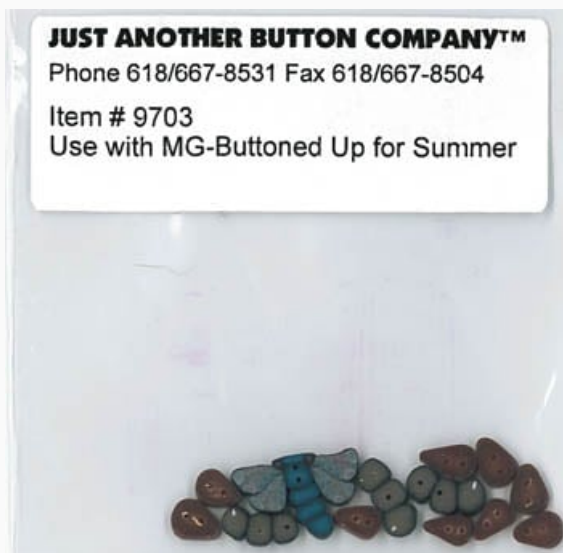 JUST ANOTHER BUTTON COMPANY™
Phone 618/667-8531 Fax 618/667-8504
Item # 9703
Use with MG-Buttoned Up for Summer